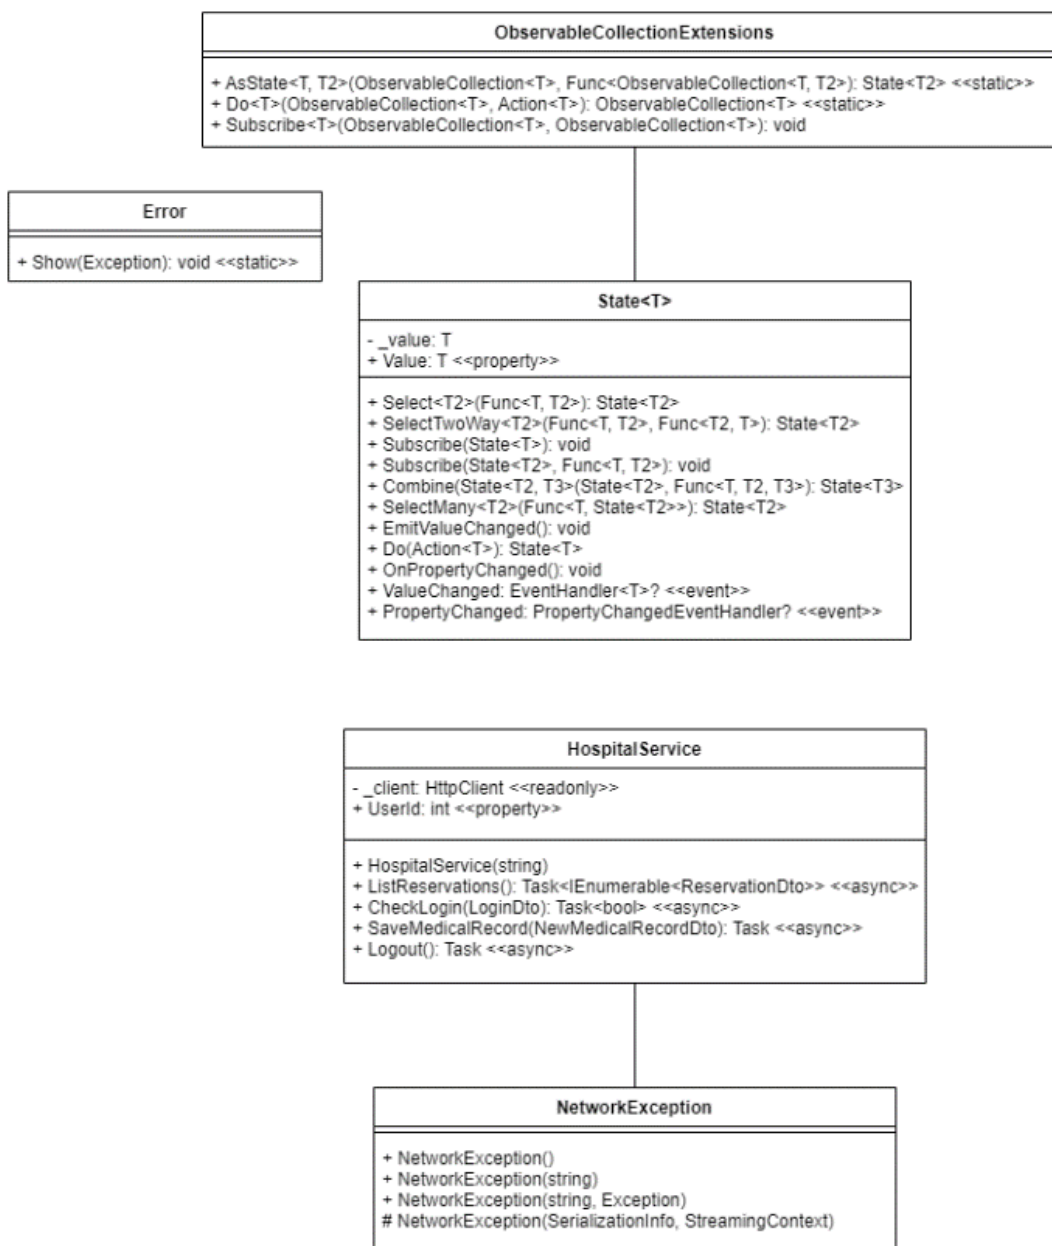 ObservableCollectionExtensions
+ AsState<T, T2>(ObservableCollection<T>, Func<ObservableCollection<T, T2>): State<T2> <<static>>
+ Do<T>(ObservableCollection<T>, Action<T>): ObservableCollection<T> <<static>>
+ Subscribe<T>(ObservableCollection<T>, ObservableCollection<T>): void
Error
+ Show(Exception): void <<static>>
State<T>
- _value: T
+ Value: T <<property>>
+ Select<T2>(Func<T, T2>): State<T2>
+ SelectTwoWay<T2>(Func<T, T2>, Func<T2, T>): State<T2>
+ Subscribe(State<T>): void
+ Subscribe(State<T2>, Func<T, T2>): void
+ Combine(State<T2, T3>(State<T2>, Func<T, T2, T3>): State<T3>
+ SelectMany<T2>(Func<T, State<T2>>): State<T2>
+ EmitValueChanged(): void
+ Do(Action<T>): State<T>
+ OnPropertyChanged(): void
+ ValueChanged: EventHandler<T>? <<event>>
+ PropertyChanged: PropertyChangedEventHandler? <<event>>
HospitalService
- _client: HttpClient <<readonly>>
+ UserId: int <<property>>
+ HospitalService(string)
+ ListReservations(): Task<IEnumerable<ReservationDto>> <<async>>
+ CheckLogin(LoginDto): Task<bool> <<async>>
+ SaveMedicalRecord(NewMedicalRecordDto): Task <<async>>
+ Logout(): Task <<async>>
NetworkException
+ NetworkException()
+ NetworkException(string)
+ NetworkException(string, Exception)
# NetworkException(SerializationInfo, StreamingContext)